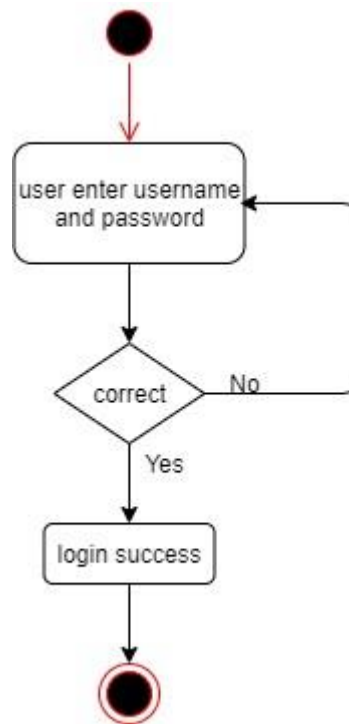 user enter username
and password
correct
No
Yes
login success